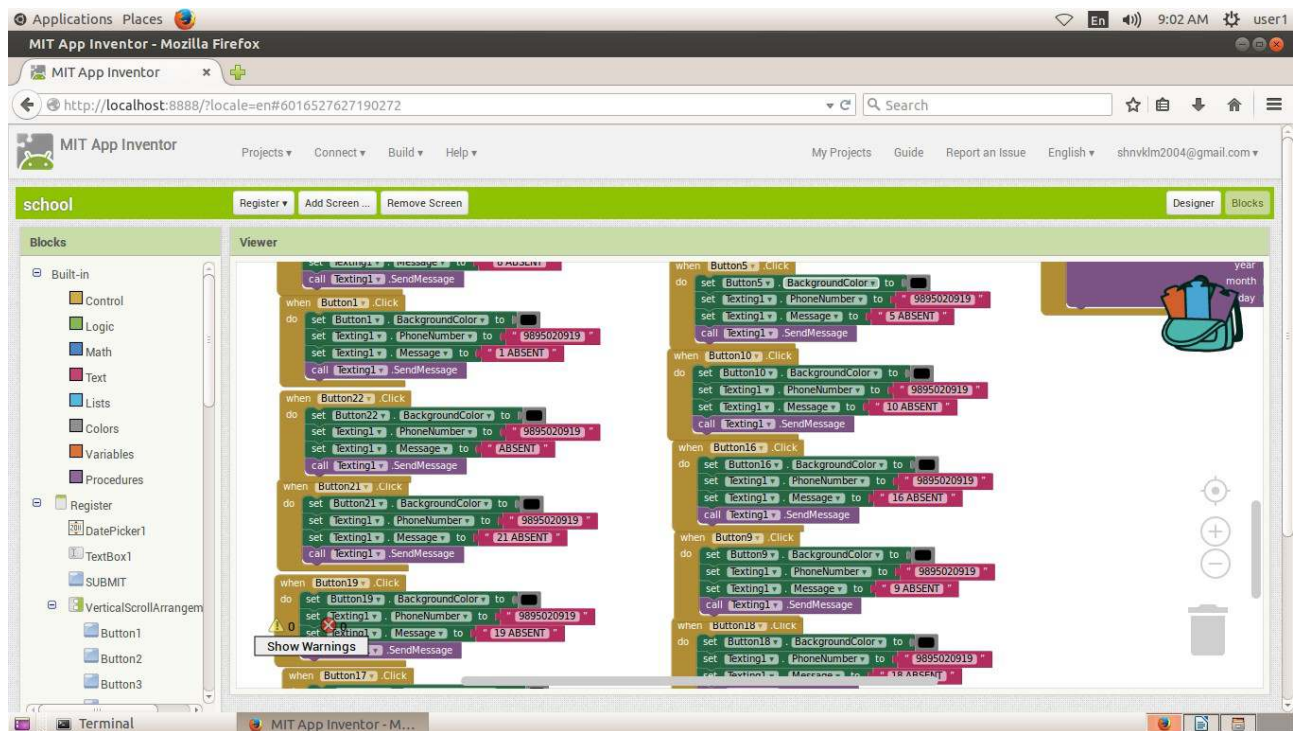 Applications Places En 9:02 AM user1
MIT App Inventor - Mozilla Firefox
MIT App Inventor
http://localhost:8888/?locale=en#6016527627190272 Search
MIT App Inventor Projects Connect Build Help My Projects Guide Report an Issue English shnvklm2004@gmail.com
school Register Add Screen ... Remove Screen Designer Blocks
Blocks
Built-in
Control
Logic
Math
Text
Lists
Colors
Variables
Procedures
Register
DatePicker1
TextBox1
SUBMIT
VerticalScrollArrangem
Button1
Button2
Button3
Viewer
set Texting1 . Message to " 6 ABSENT "
call Texting1 .SendMessage
when Button1 .Click
do set Button1 . BackgroundColor to
set Texting1 . PhoneNumber to " 9895020919 "
set Texting1 . Message to " 1 ABSENT "
call Texting1 .SendMessage
when Button22 .Click
do set Button22 . BackgroundColor to
set Texting1 . PhoneNumber to " 9895020919 "
set Texting1 . Message to " ABSENT "
call Texting1 .SendMessage
when Button21 .Click
do set Button21 . BackgroundColor to
set Texting1 . PhoneNumber to " 9895020919 "
set Texting1 . Message to " 21 ABSENT "
call Texting1 .SendMessage
when Button19 .Click
do set Button19 . BackgroundColor to
set Texting1 . PhoneNumber to " 9895020919 "
set Texting1 . Message to " 19 ABSENT "
.SendMessage
0 0
Show Warnings
when Button17 .Click
when Button5 .Click
do set Button5 . BackgroundColor to
set Texting1 . PhoneNumber to " 9895020919 "
set Texting1 . Message to " 5 ABSENT "
call Texting1 .SendMessage
when Button10 .Click
do set Button10 . BackgroundColor to
set Texting1 . PhoneNumber to " 9895020919 "
set Texting1 . Message to " 10 ABSENT "
call Texting1 .SendMessage
when Button16 .Click
do set Button16 . BackgroundColor to
set Texting1 . PhoneNumber to " 9895020919 "
set Texting1 . Message to " 16 ABSENT "
call Texting1 .SendMessage
when Button9 .Click
do set Button9 . BackgroundColor to
set Texting1 . PhoneNumber to " 9895020919 "
set Texting1 . Message to " 9 ABSENT "
call Texting1 .SendMessage
when Button18 .Click
do set Button18 . BackgroundColor to
set Texting1 . PhoneNumber to " 9895020919 "
set Texting1 . Message to " 18 ABSENT "
year
month
day
Terminal MIT App Inventor - M...